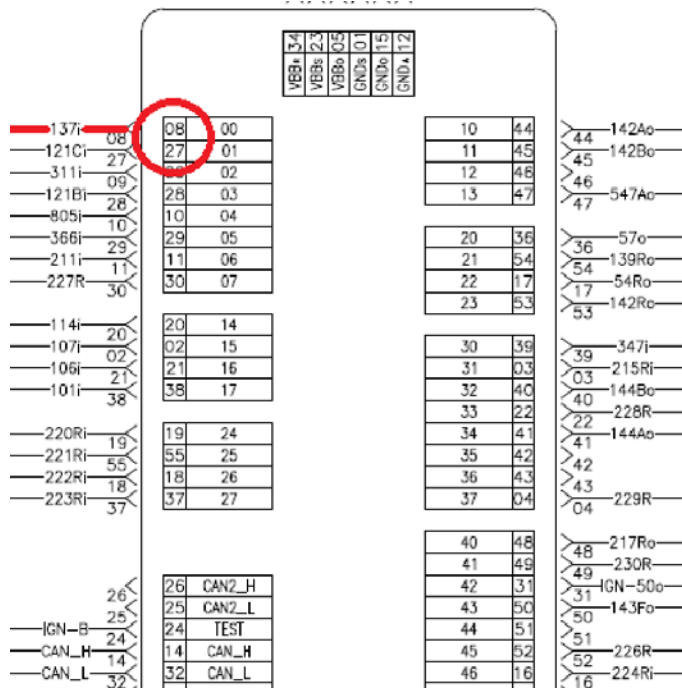 VBBR 34
VBBS 23
VBBO 05
GNDS 01
GNDO 15
GNDA 12
137i 08 08 00 10 44 44 142Ao
121Ci 27 27 01 11 45 45 142Bo
311i 09 02 12 46 46
121Bi 28 28 03 13 47 47 547Ao
805i 10 10 04
366i 29 29 05 20 36 36 57o
211i 11 11 06 21 54 54 139Ro
227R 30 30 07 22 17 17 54Ro
23 53 53 142Ro
114i 20 20 14
107i 02 02 15 30 39 39 347i
106i 21 21 16 31 03 03 215Ri
101i 38 38 17 32 40 40 144Bo
33 22 22 228R
220Ri 19 19 24 34 41 41 144Ao
221Ri 55 55 25 35 42 42
222Ri 18 18 26 36 43 43
223Ri 37 37 27 37 04 04 229R
40 48 48 217Ro
41 49 49 230R
26 26 CAN2_H 42 31 31 IGN-50o
25 25 CAN2_L 43 50 50 143Fo
IGN-B 24 24 TEST 44 51 51
CAN_H 14 14 CAN_H 45 52 52 226R
CAN_L 32 32 CAN_L 46 16 16 224Ri